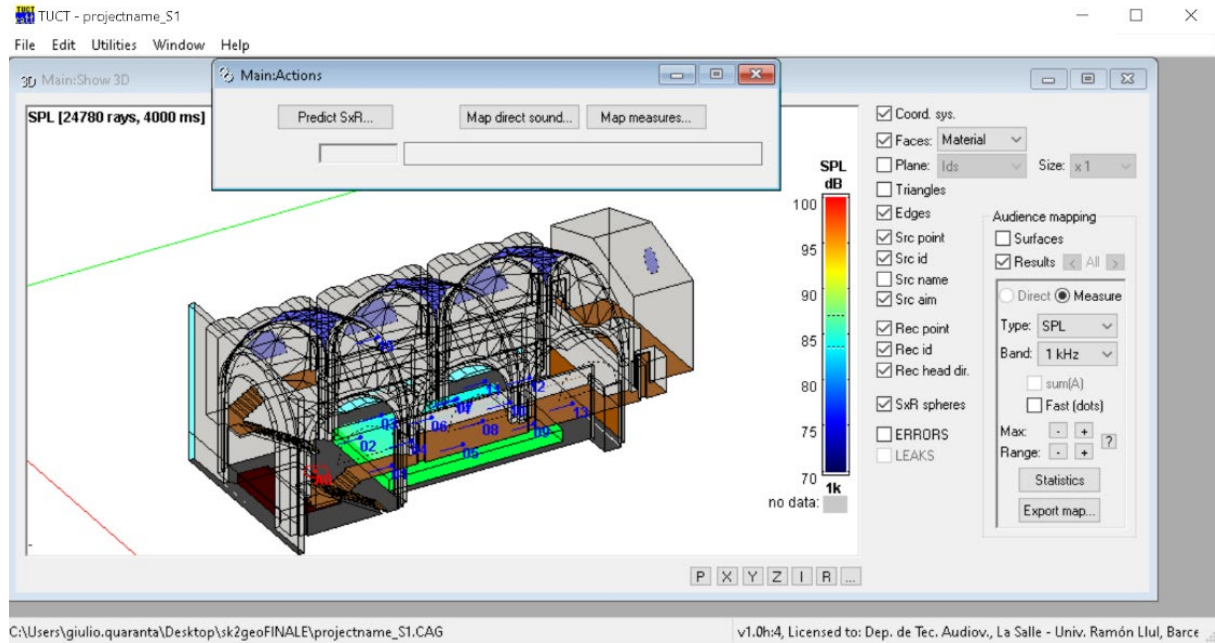 TUCT - projectname_S1
File Edit Utilities Window Help
3D Main:Show 3D
Main:Actions
Predict SxR... Map direct sound... Map measures...
SPL [24780 rays, 4000 ms]
SPL
dB
100
95
90
85
80
75
70
1k
no data:
02
03
06
08
05
09
10
12
13
Coord. sys.
Faces: Material
Plane: Ids Size: x 1
Triangles
Edges
Src point
Src id
Src name
Src aim
Rec point
Rec id
Rec head dir.
SxR spheres
ERRORS
LEAKS
Audience mapping
Surfaces
Results < All >
Direct Measure
Type: SPL
Band: 1 kHz
sum(A)
Fast (dots)
Max: - +
Range: - + ?
Statistics
Export map...
P X Y Z I R ...
C:\Users\giulio.quaranta\Desktop\sk2geoFINALE\projectname_S1.CAG
v1.0h:4, Licensed to: Dep. de Tec. Audiov., La Salle - Univ. Ramón Llul, Barce